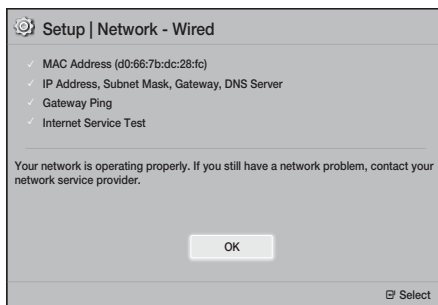 Setup | Network - Wired
MAC Address (d0:66:7b:dc:28:fc)
IP Address, Subnet Mask, Gateway, DNS Server
Gateway Ping
Internet Service Test
Your network is operating properly. If you still have a network problem, contact your
network service provider.
OK
Select